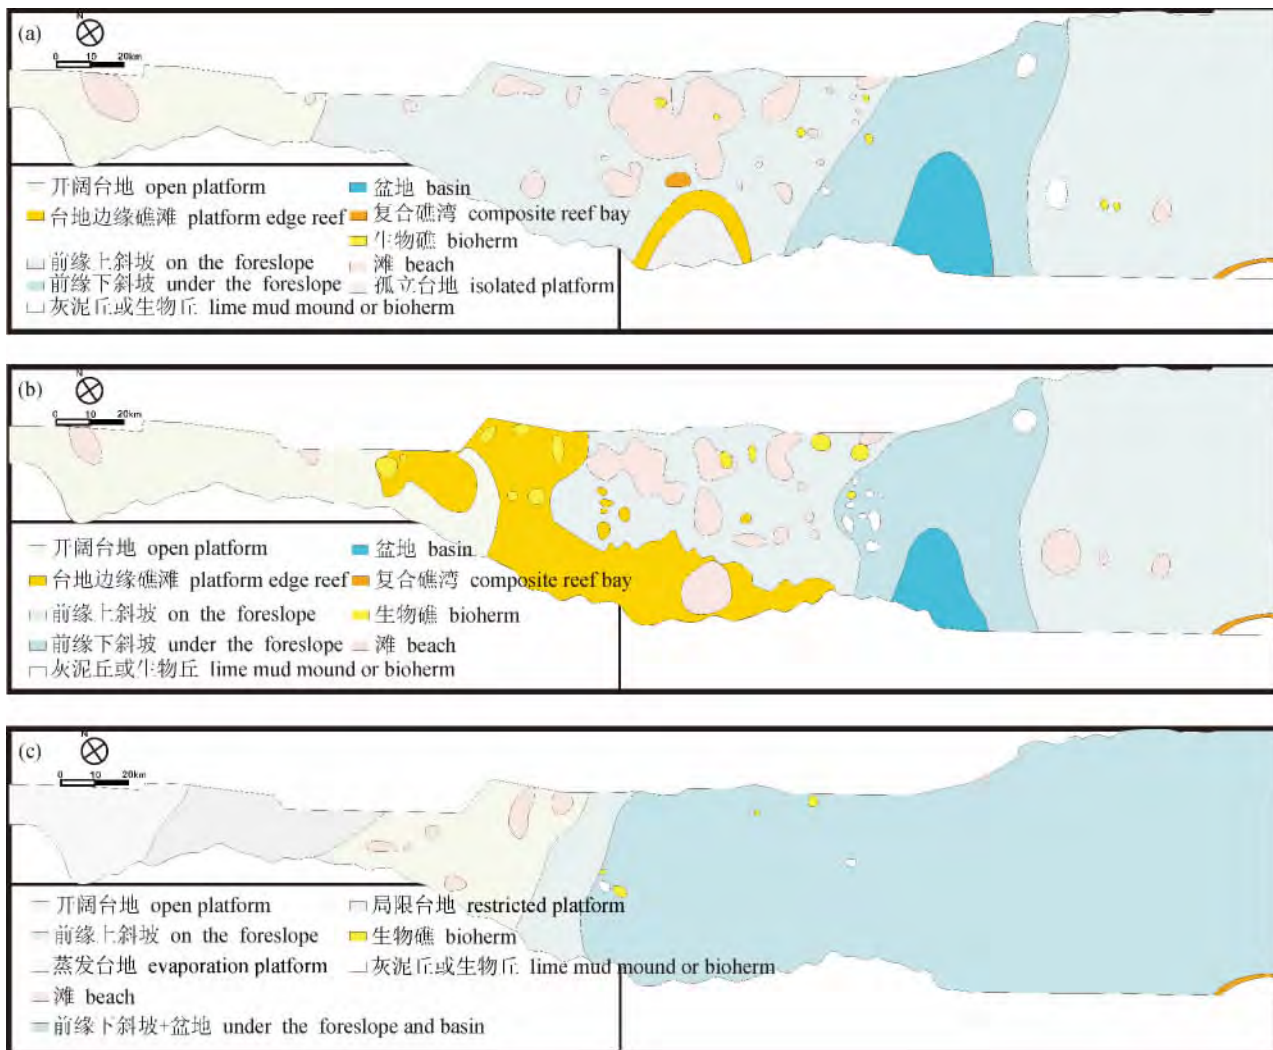 (a)
N
0 10 20km
开阔台地 open platform
盆地 basin
台地边缘礁滩 platform edge reef
复合礁湾 composite reef bay
生物礁 bioherm
前缘上斜坡 on the foreslope
滩 beach
前缘下斜坡 under the foreslope
孤立台地 isolated platform
灰泥丘或生物丘 lime mud mound or bioherm
(b)
N
0 10 20km
开阔台地 open platform
盆地 basin
台地边缘礁滩 platform edge reef
复合礁湾 composite reef bay
前缘上斜坡 on the foreslope
生物礁 bioherm
前缘下斜坡 under the foreslope
滩 beach
灰泥丘或生物丘 lime mud mound or bioherm
(c)
N
0 10 20km
开阔台地 open platform
局限台地 restricted platform
前缘上斜坡 on the foreslope
生物礁 bioherm
蒸发台地 evaporation platform
灰泥丘或生物丘 lime mud mound or bioherm
滩 beach
前缘下斜坡+盆地 under the foreslope and basin